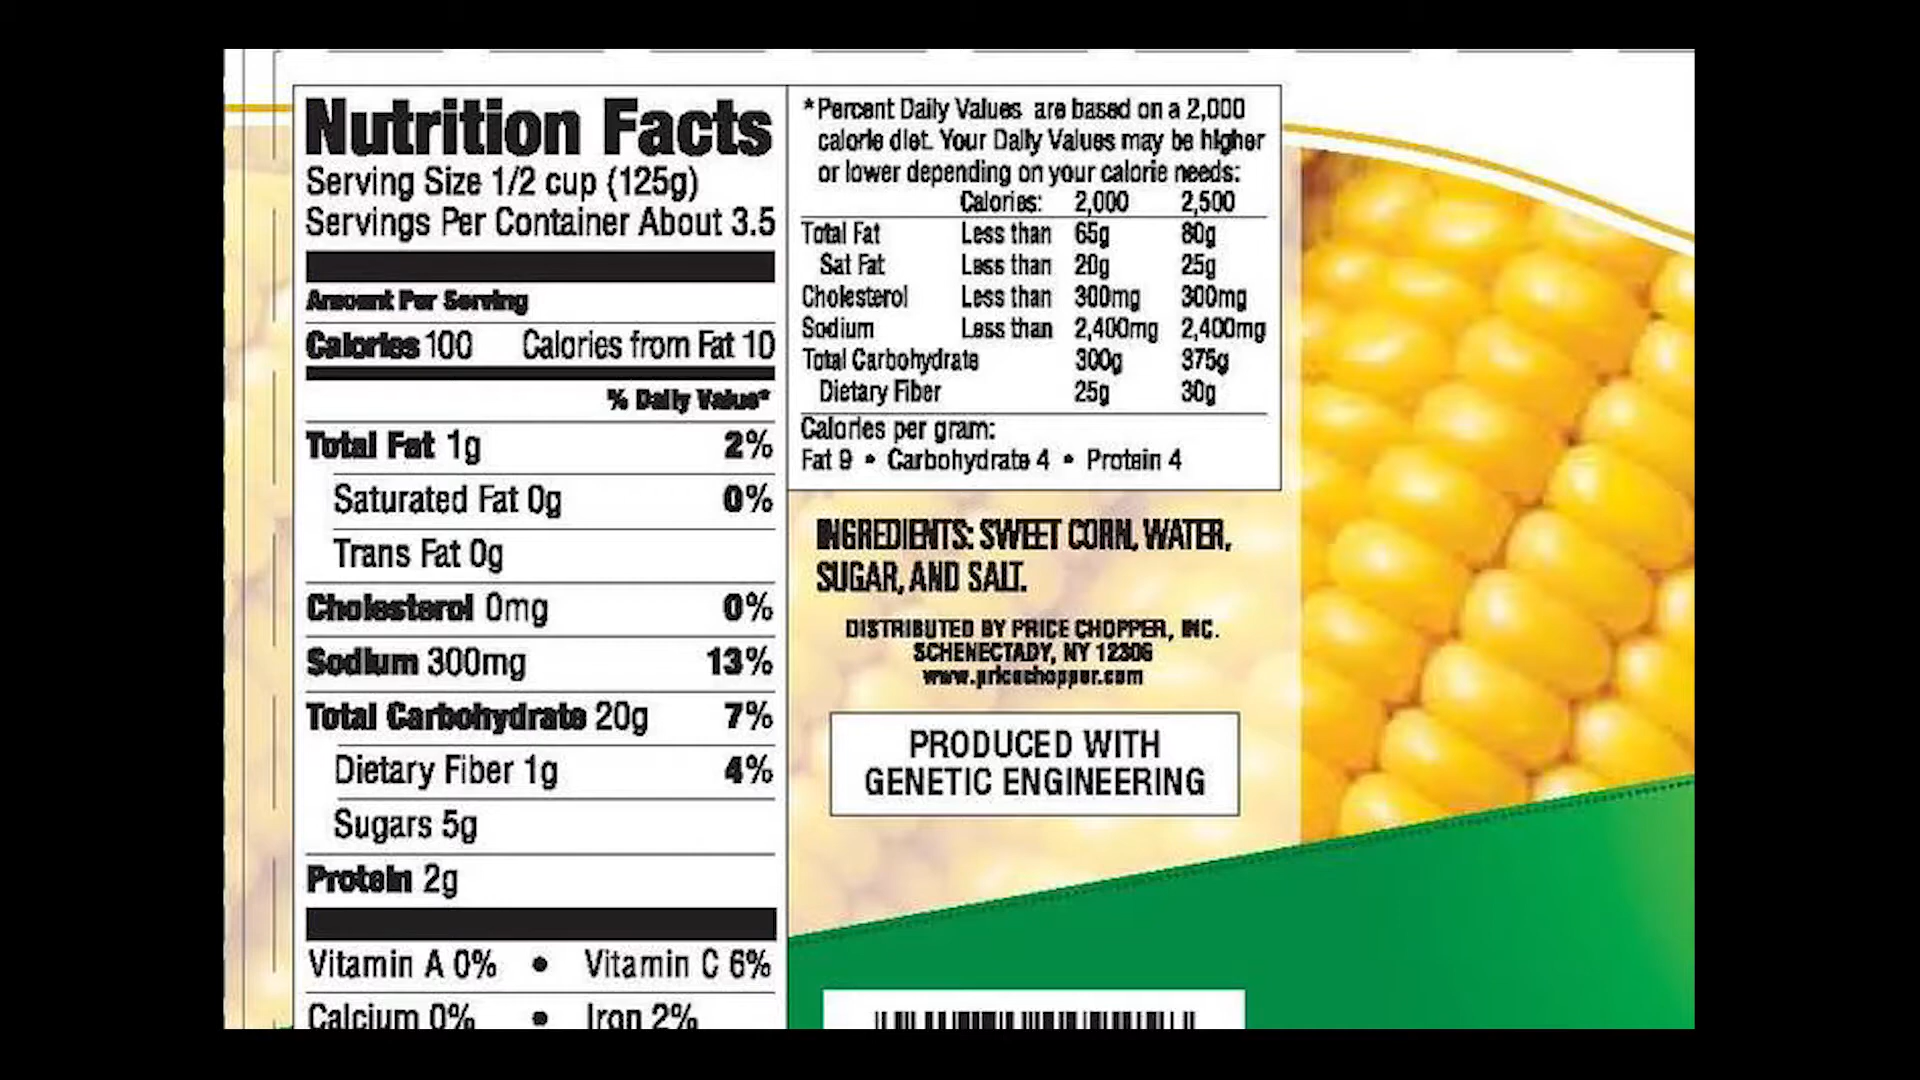 Nutrition Facts
Serving Size 1/2 cup (125g)
Servings Per Container About 3.5
Amount Per Serving
Calories 100 Calories from Fat 10
% Daily Value*
Total Fat 1g 2%
Saturated Fat 0g 0%
Trans Fat 0g
Cholesterol 0mg 0%
Sodium 300mg 13%
Total Carbohydrate 20g 7%
Dietary Fiber 1g 4%
Sugars 5g
Protein 2g
Vitamin A 0% • Vitamin C 6%
Calcium 0% • Iron 2%
*Percent Daily Values are based on a 2,000
calorie diet. Your Daily Values may be higher
or lower depending on your calorie needs:
Calories: 2,000 2,500
Total Fat Less than 65g 80g
Sat Fat Less than 20g 25g
Cholesterol Less than 300mg 300mg
Sodium Less than 2,400mg 2,400mg
Total Carbohydrate 300g 375g
Dietary Fiber 25g 30g
Calories per gram:
Fat 9 • Carbohydrate 4 • Protein 4
INGREDIENTS: SWEET CORN, WATER,
SUGAR, AND SALT.
DISTRIBUTED BY PRICE CHOPPER, INC.
SCHENECTADY, NY 12306
www.pricechopper.com
PRODUCED WITH
GENETIC ENGINEERING